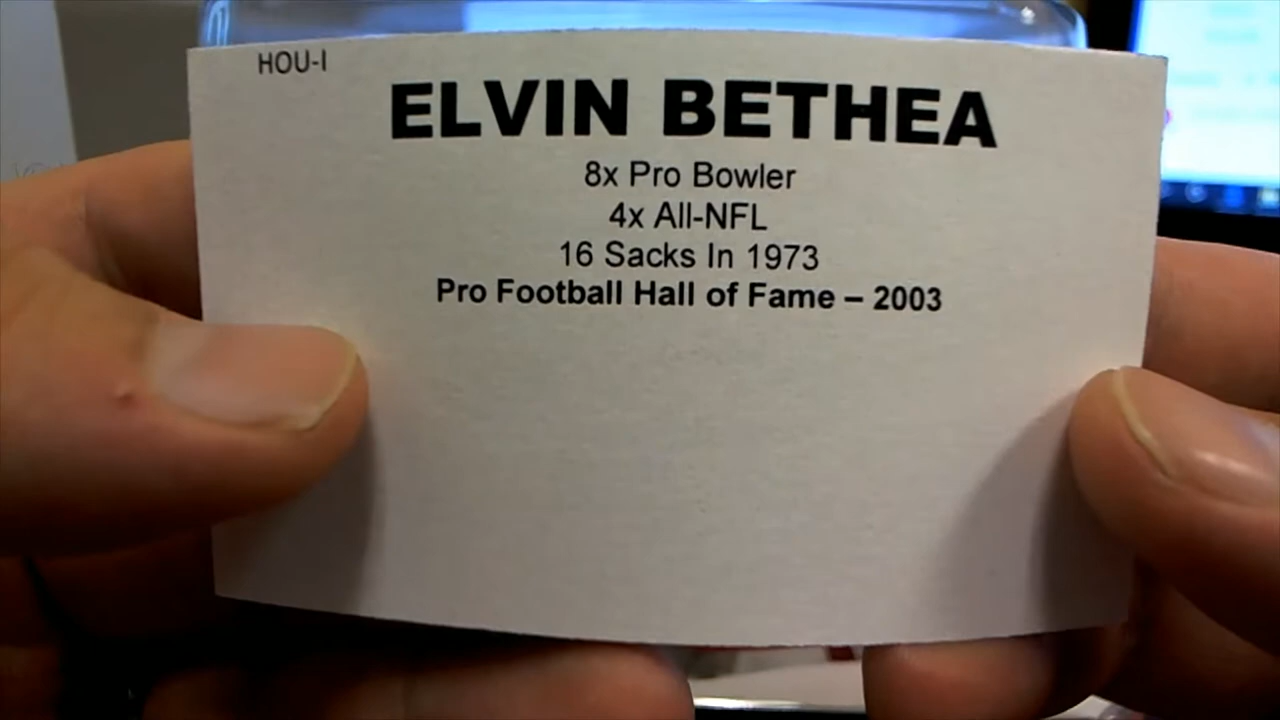 HOU-I
ELVIN BETHEA
8x Pro Bowler
4x All-NFL
16 Sacks In 1973
Pro Football Hall of Fame – 2003